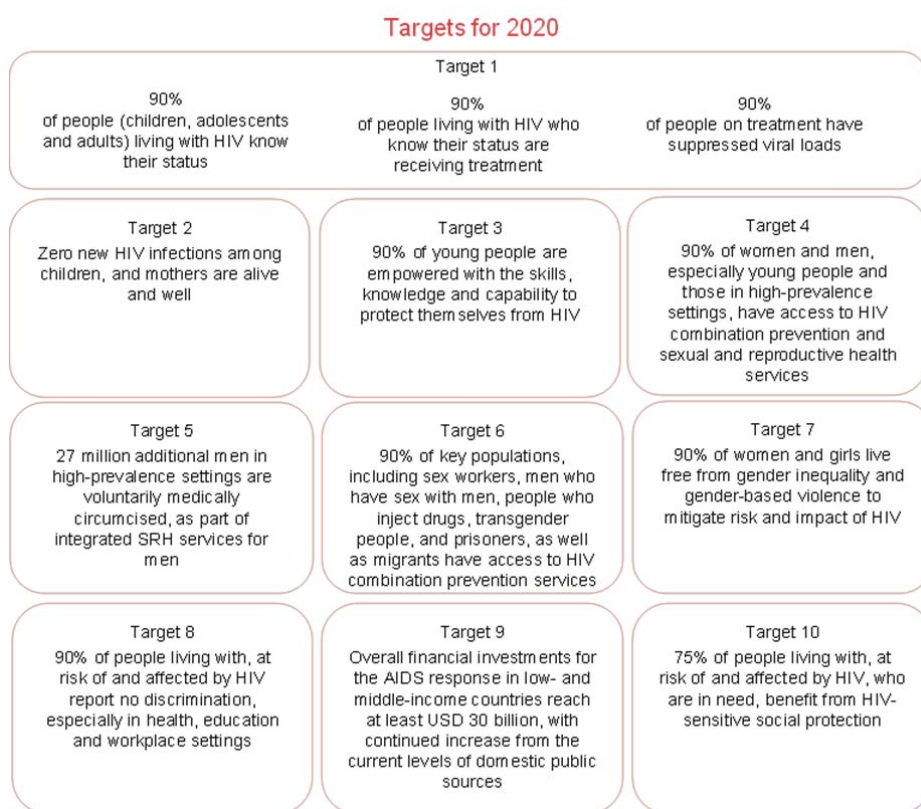 Targets for 2020
Target 1
90%
of people (children, adolescents
and adults) living with HIV know
their status
90%
of people living with HIV who
know their status are
receiving treatment
90%
of people on treatment have
suppressed viral loads
Target 2
Zero new HIV infections among
children, and mothers are alive
and well
Target 3
90% of young people are
empowered with the skills,
knowledge and capability to
protect themselves from HIV
Target 4
90% of women and men,
especially young people and
those in high-prevalence
settings, have access to HIV
combination prevention and
sexual and reproductive health
services
Target 5
27 million additional men in
high-prevalence settings are
voluntarily medically
circumcised, as part of
integrated SRH services for
men
Target 6
90% of key populations,
including sex workers, men who
have sex with men, people who
inject drugs, transgender
people, and prisoners, as well
as migrants have access to HIV
combination prevention services
Target 7
90% of women and girls live
free from gender inequality and
gender-based violence to
mitigate risk and impact of HIV
Target 8
90% of people living with, at
risk of and affected by HIV
report no discrimination,
especially in health, education
and workplace settings
Target 9
Overall financial investments for
the AIDS response in low- and
middle-income countries reach
at least USD 30 billion, with
continued increase from the
current levels of domestic public
sources
Target 10
75% of people living with, at
risk of and affected by HIV, who
are in need, benefit from HIV-
sensitive social protection